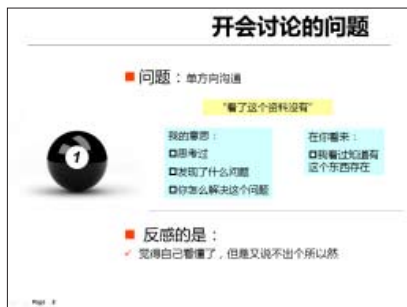 开会讨论的问题
问题：单方向沟通
"看了这个资料没有"
我的意思：
思考过
发现了什么问题
你怎么解决这个问题
在你看来：
我看过知道有
这个东西存在
1
反感的是：
觉得自己看懂了，但是又说不出个所以然